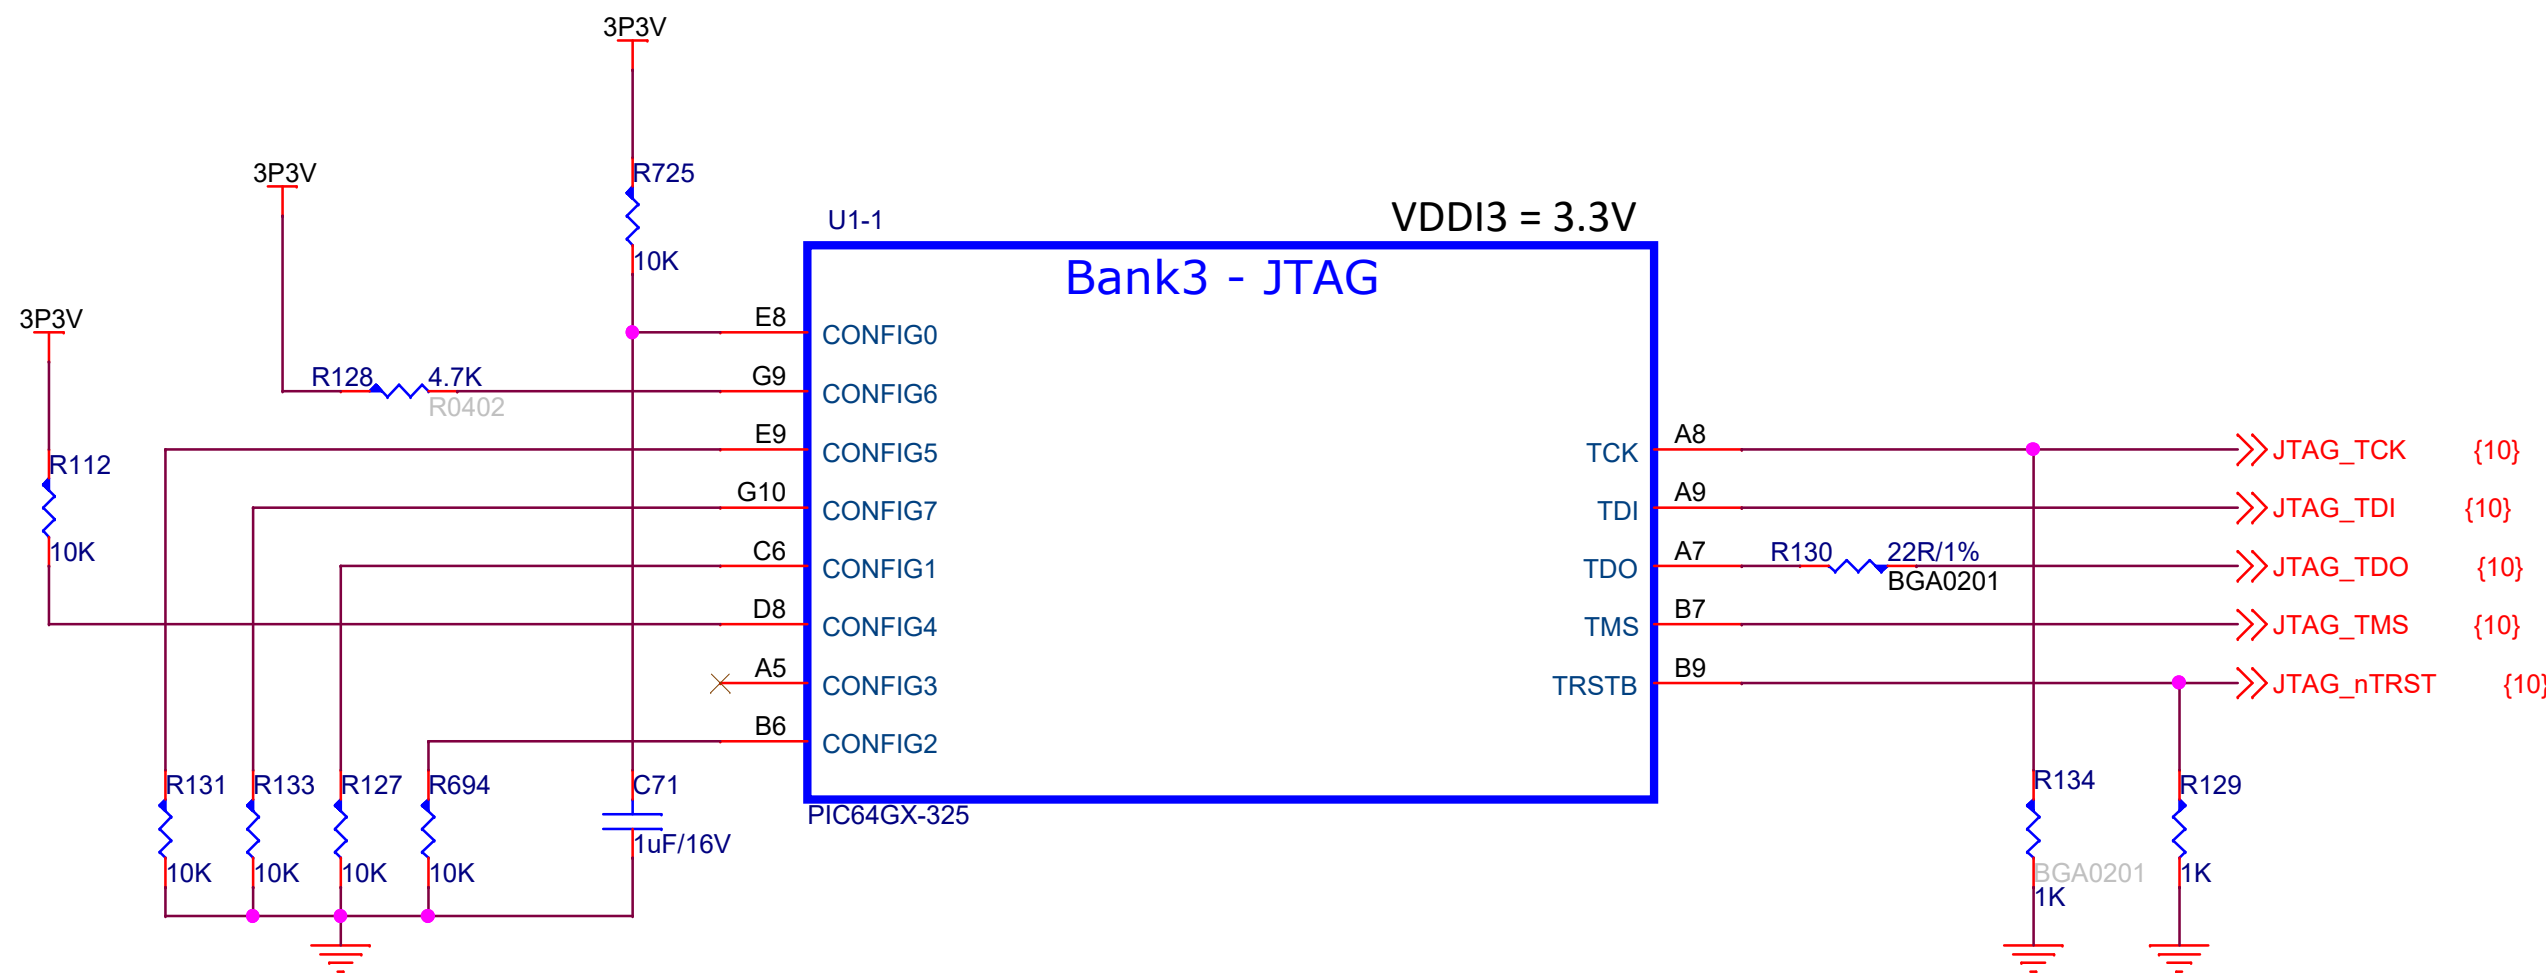 3P3V
3P3V
R725
10K
U1-1
VDDI3 = 3.3V
Bank3 - JTAG
3P3V
E8
CONFIG0
R128
4.7K
R0402
G9
CONFIG6
E9
CONFIG5
A8
TCK
JTAG_TCK {10}
R112
10K
G10
CONFIG7
A9
TDI
JTAG_TDI {10}
C6
CONFIG1
A7
TDO
R130
22R/1%
BGA0201
JTAG_TDO {10}
D8
CONFIG4
B7
TMS
JTAG_TMS {10}
A5
CONFIG3
B9
TRSTB
JTAG_nTRST {10}
B6
CONFIG2
R131
10K
R133
10K
R127
10K
R694
10K
C71
1uF/16V
PIC64GX-325
R134
BGA0201
1K
R129
1K